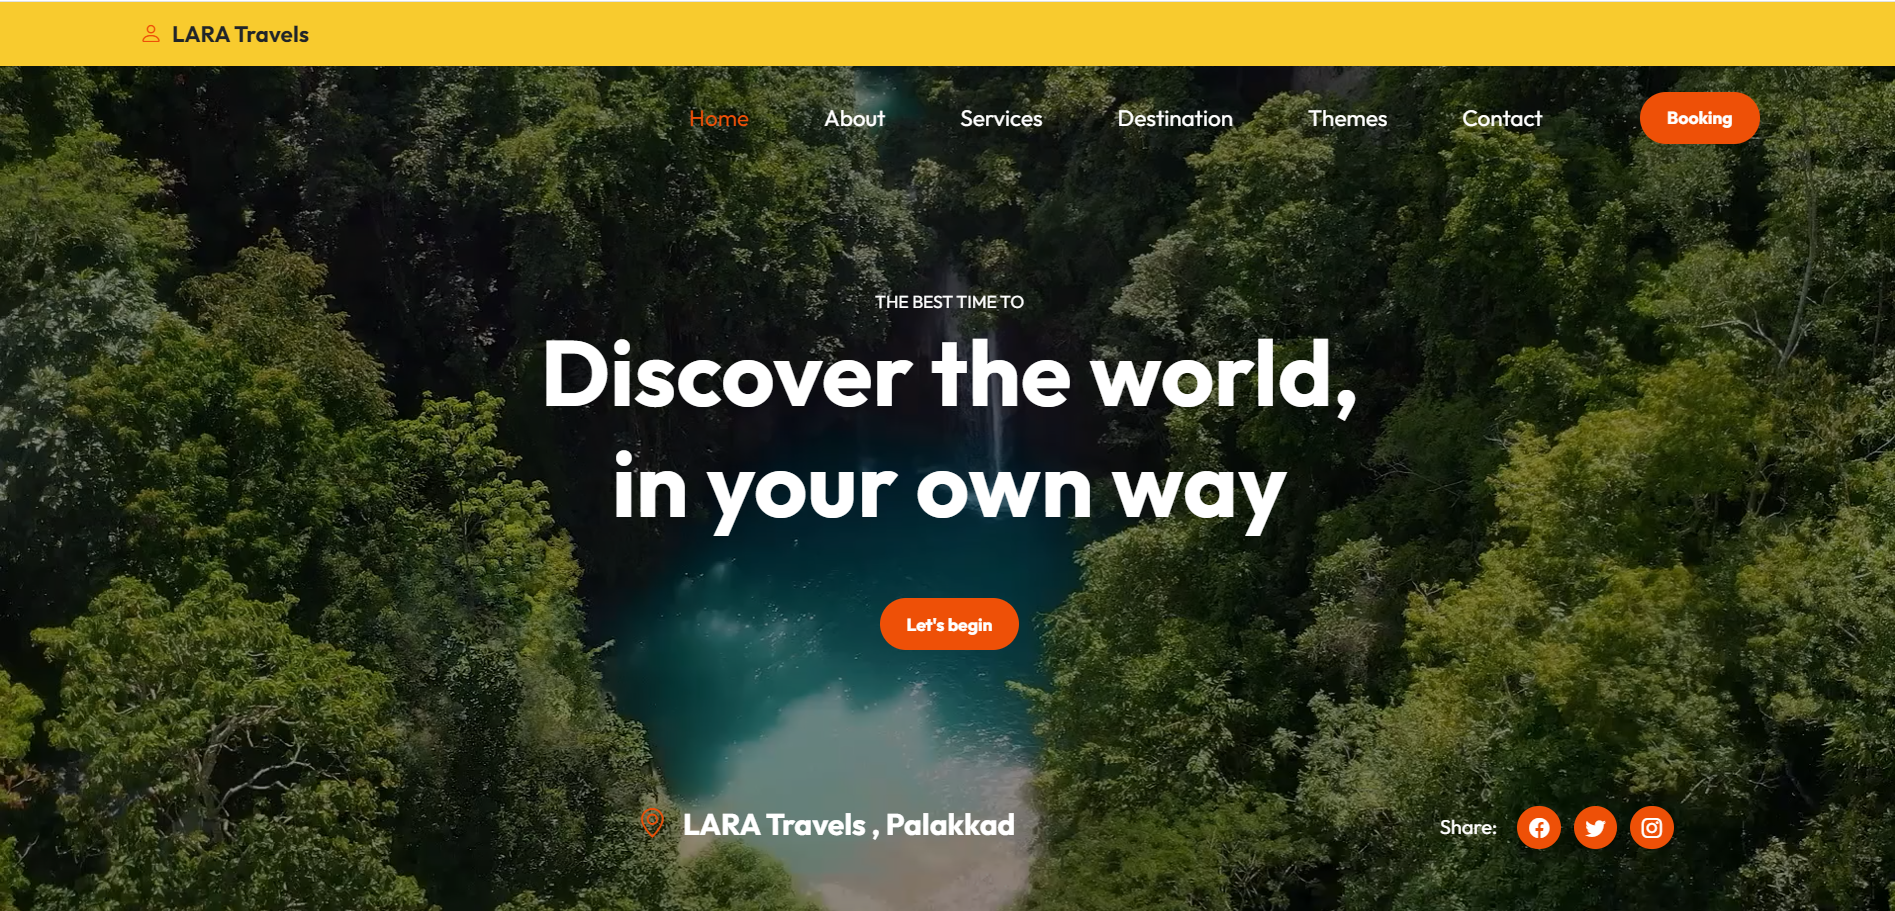 LARA Travels
Home About Services Destination Themes Contact Booking
THE BEST TIME TO
Discover the world,
in your own way
Let's begin
LARA Travels , Palakkad
Share: